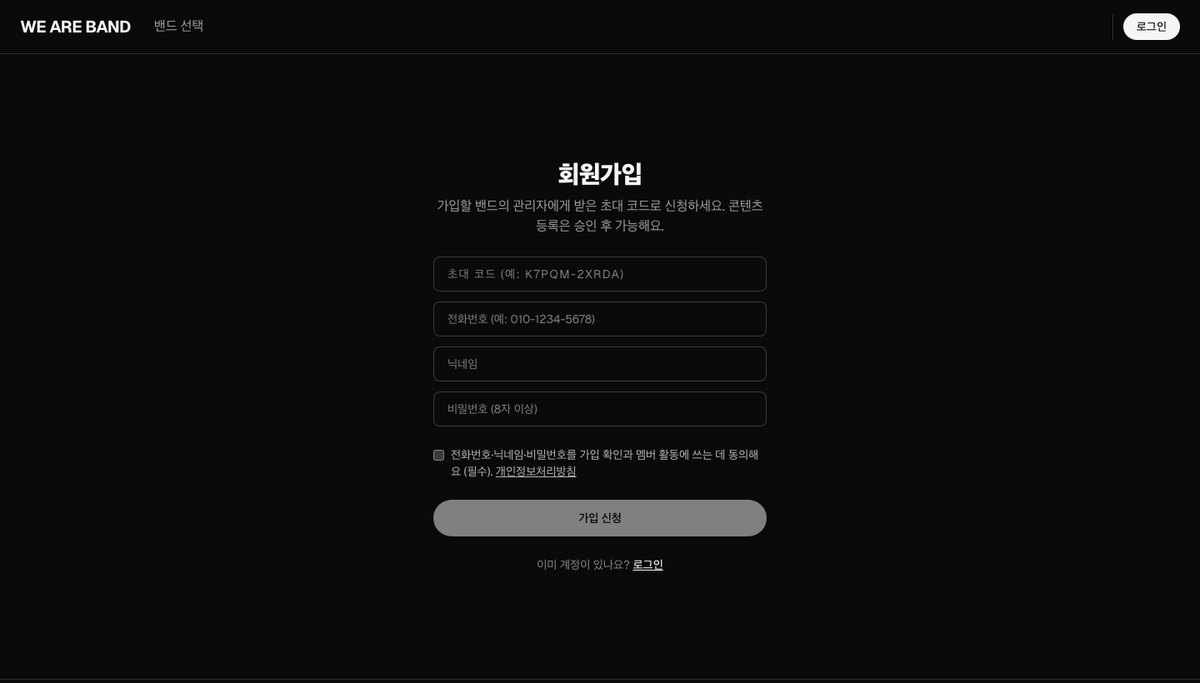 WE ARE BAND
밴드 선택
로그인
회원가입
가입할 밴드의 관리자에게 받은 초대 코드로 신청하세요. 콘텐츠
등록은 승인 후 가능해요.
초대 코드 (예: K7PQM-2XRDA)
전화번호 (예: 010-1234-5678)
닉네임
비밀번호 (8자 이상)
전화번호·닉네임·비밀번호를 가입 확인과 멤버 활동에 쓰는 데 동의해
요 (필수). 개인정보처리방침
가입 신청
이미 계정이 있나요? 로그인